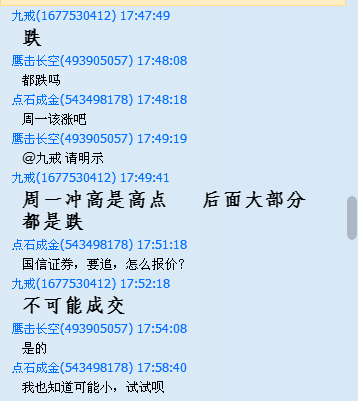 九戒(1677530412) 17:47:49
跌
鹰击长空(493905057) 17:48:08
都跌吗
点石成金(543498178) 17:48:18
周一该涨吧
鹰击长空(493905057) 17:49:19
@九戒 请明示
九戒(1677530412) 17:49:41
周一冲高是高点 后面大部分
都是跌
点石成金(543498178) 17:51:18
国信证券，要追，怎么报价？
九戒(1677530412) 17:52:18
不可能成交
鹰击长空(493905057) 17:54:08
是的
点石成金(543498178) 17:58:40
我也知道可能小，试试呗